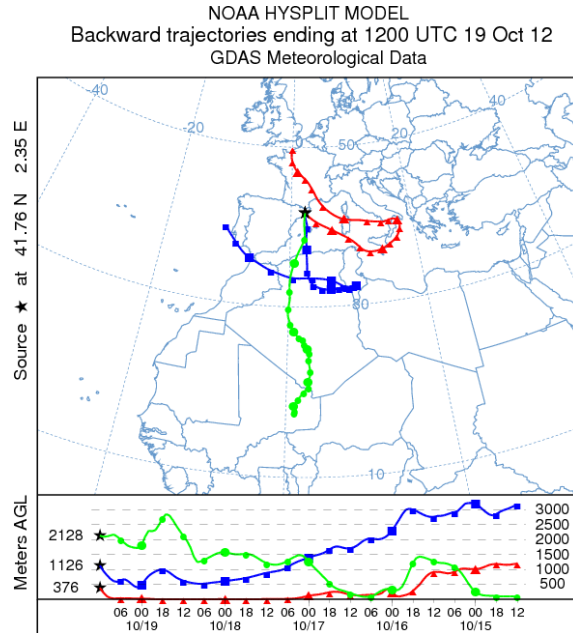 NOAA HYSPLIT MODEL
Backward trajectories ending at 1200 UTC 19 Oct 12
GDAS Meteorological Data
Source ★ at 41.76 N 2.35 E
-40
-20
50
20
30
10
Meters AGL
2128
1126
376
3000
2500
2000
1500
1000
500
06 00 18 12 06 00 18 12 06 00 18 12 06 00 18 12 06 00 18 12
10/19 10/18 10/17 10/16 10/15